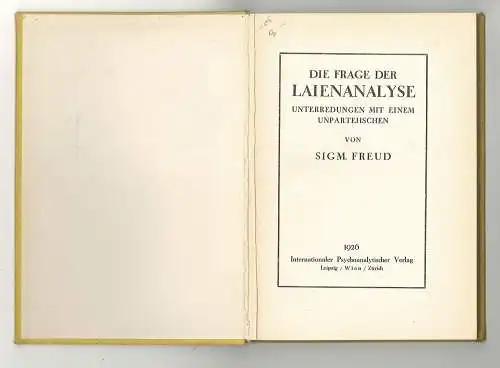 DIE FRAGE DER
LAIENANALYSE
UNTERREDUNGEN MIT EINEM
UNPARTEIISCHEN
VON
SIGM. FREUD
1926
Internationaler Psychoanalytischer Verlag
Leipzig / Wien / Zürich